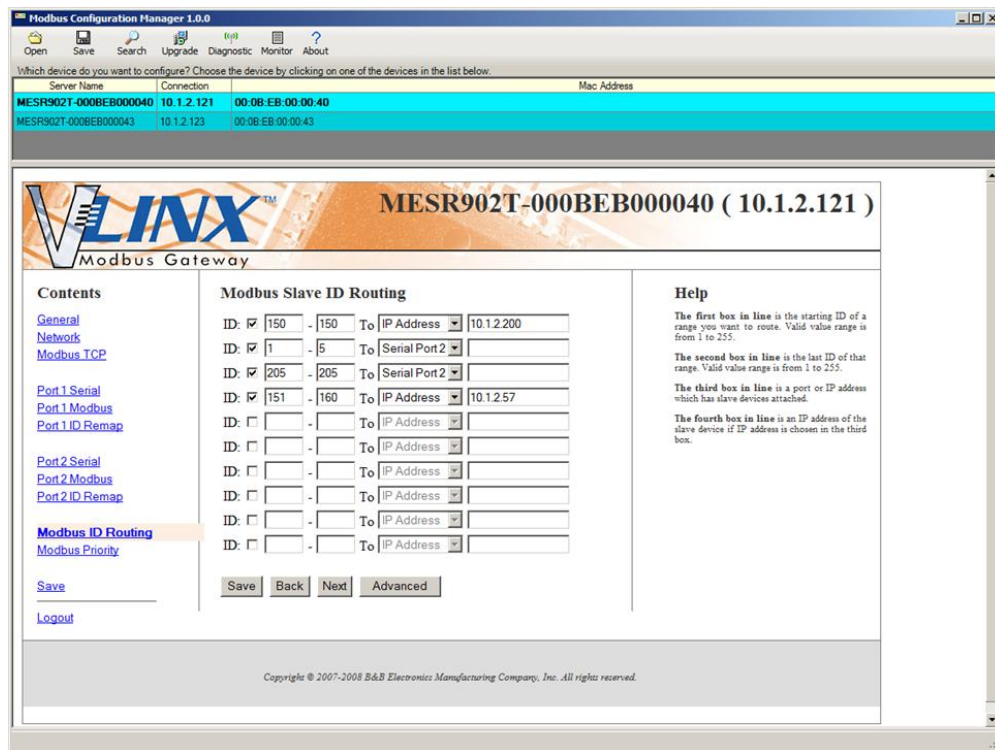 Modbus Configuration Manager 1.0.0
Open Save Search Upgrade Diagnostic Monitor About
Which device do you want to configure? Choose the device by clicking on one of the devices in the list below.
Server Name Connection Mac Address
MESR902T-000BEB000040 10.1.2.121 00:0B:EB:00:00:40
MESR902T-000BEB000043 10.1.2.123 00:0B:EB:00:00:43
VLINX™
Modbus Gateway
MESR902T-000BEB000040 ( 10.1.2.121 )
Contents
General
Network
Modbus TCP
Port 1 Serial
Port 1 Modbus
Port 1 ID Remap
Port 2 Serial
Port 2 Modbus
Port 2 ID Remap
Modbus ID Routing
Modbus Priority
Save
Logout
Modbus Slave ID Routing
ID: 150 - 150 To IP Address 10.1.2.200
ID: 1 - 5 To Serial Port 2
ID: 205 - 205 To Serial Port 2
ID: 151 - 160 To IP Address 10.1.2.57
ID: - To IP Address
ID: - To IP Address
ID: - To IP Address
ID: - To IP Address
ID: - To IP Address
ID: - To IP Address
Save Back Next Advanced
Help
The first box in line is the starting ID of a
range you want to route. Valid value range is
from 1 to 255.
The second box in line is the last ID of that
range. Valid value range is from 1 to 255.
The third box in line is a port or IP address
which has slave devices attached.
The fourth box in line is an IP address of the
slave device if IP address is chosen in the third
box.
Copyright © 2007-2008 B&B Electronics Manufacturing Company, Inc. All rights reserved.